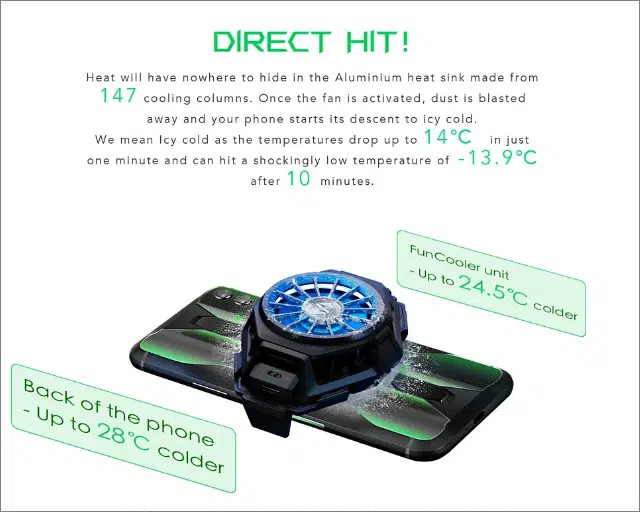 DIRECT HIT!
Heat will have nowhere to hide in the Aluminium heat sink made from
147 cooling columns. Once the fan is activated, dust is blasted
away and your phone starts its descent to icy cold.
We mean Icy cold as the temperatures drop up to 14°C in just
one minute and can hit a shockingly low temperature of -13.9°C
after 10 minutes.
FunCooler unit
- Up to 24.5°C colder
Back of the phone
- Up to 28°C colder